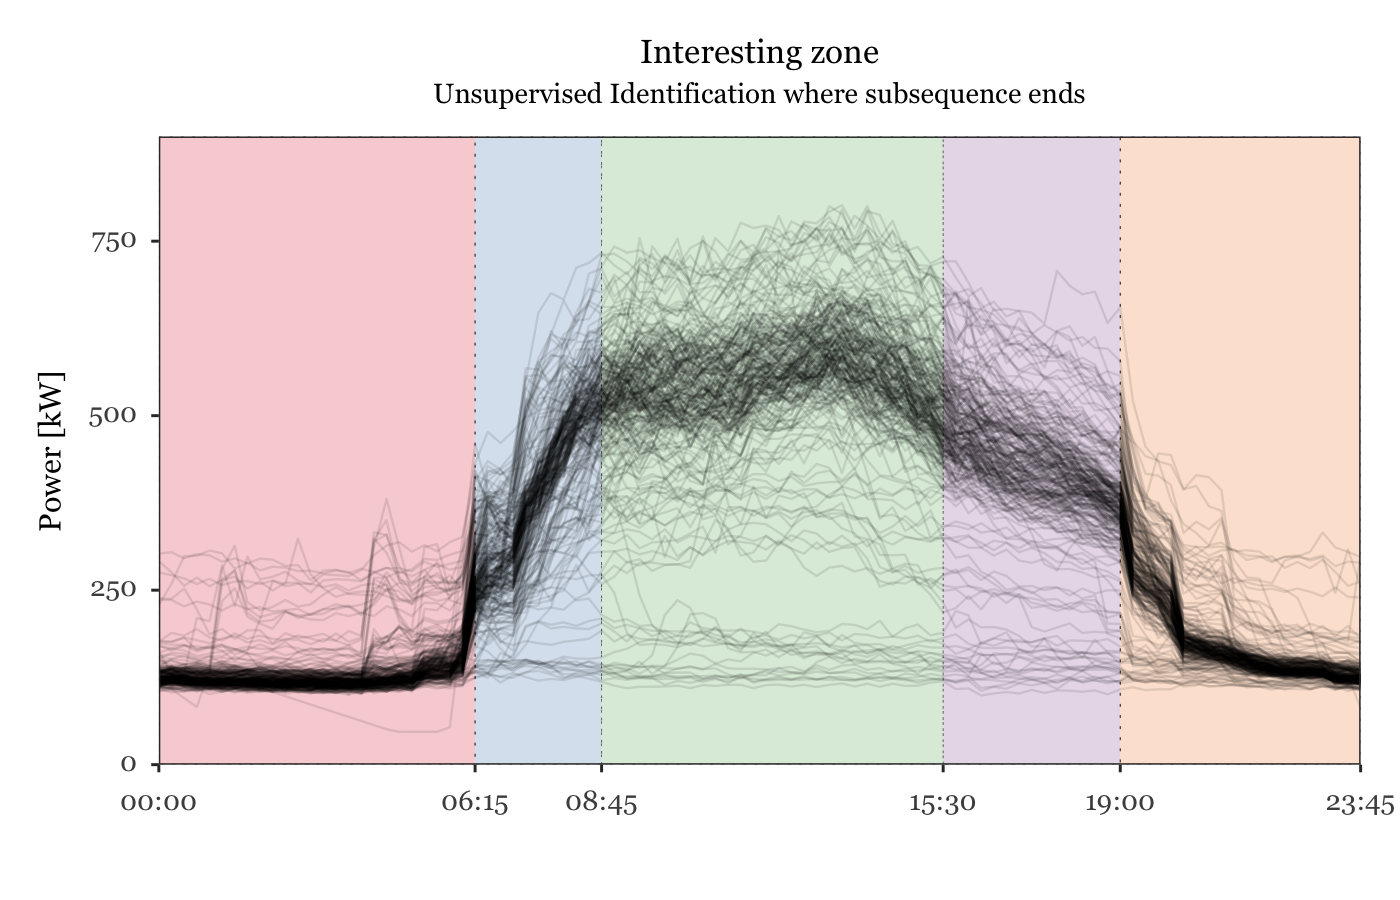 Interesting zone
Unsupervised Identification where subsequence ends
Power [kW]
750
500
250
0
00:00 06:15 08:45 15:30 19:00 23:45